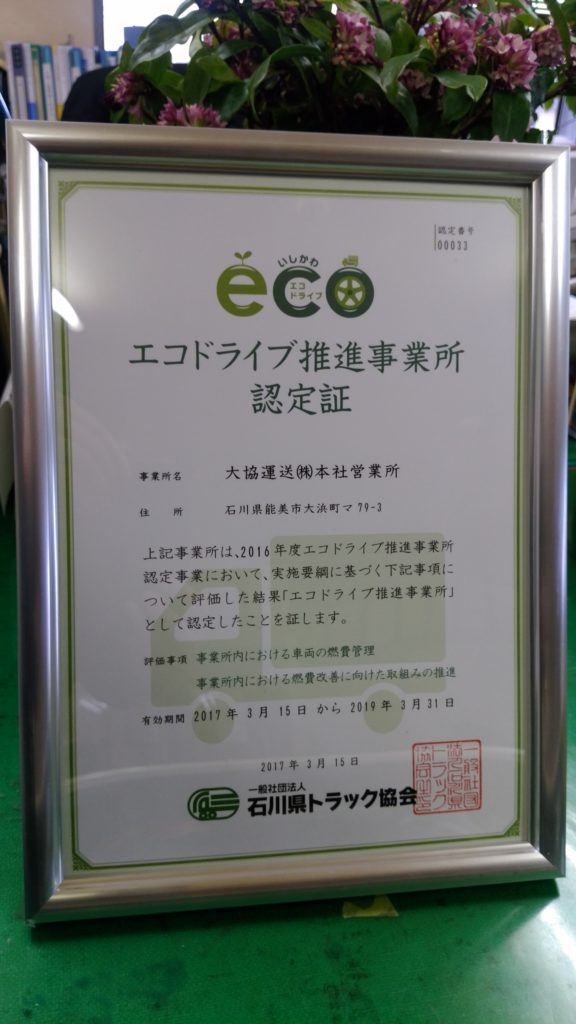 認定番号
00033
いしかわ
eco
エコ
ドライブ
エコドライブ推進事業所
認定証
事業所名 大協運送㈱本社営業所
住所 石川県能美市大浜町マ79-3
上記事業所は、2016年度エコドライブ推進事業所
認定事業において、実施要綱に基づく下記事項に
ついて評価した結果「エコドライブ推進事業所」
として認定したことを証します。
評価事項 事業所内における車両の燃費管理
事業所内における燃費改善に向けた取組みの推進
有効期間 2017年3月15日から2019年3月31日
2017年3月15日
一般社団法人
石川県トラック協会